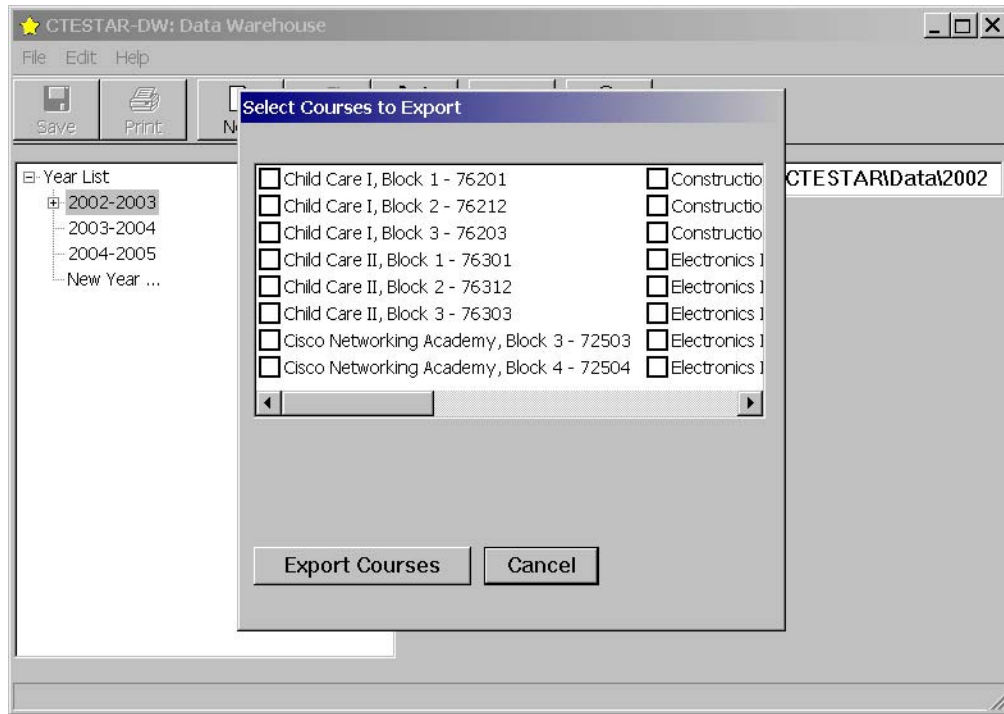 CTESTAR-DW: Data Warehouse
File Edit Help
Save Print
Select Courses to Export
Year List
2002-2003
2003-2004
2004-2005
New Year ...
Child Care I, Block 1 - 76201
Child Care I, Block 2 - 76212
Child Care I, Block 3 - 76203
Child Care II, Block 1 - 76301
Child Care II, Block 2 - 76312
Child Care II, Block 3 - 76303
Cisco Networking Academy, Block 3 - 72503
Cisco Networking Academy, Block 4 - 72504
Constructio
Constructio
Constructio
Electronics I
Electronics I
Electronics I
Electronics I
Electronics I
CTESTAR\Data\2002
Export Courses Cancel